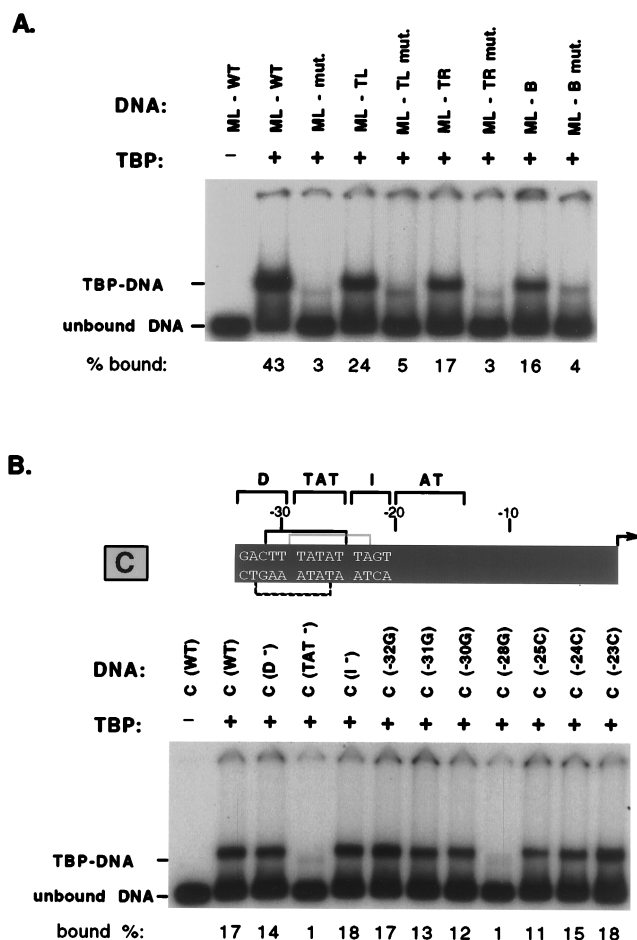 A.
DNA: ML - WT ML - WT ML - mut. ML - TL ML - TL mut. ML - TR ML - TR mut. ML - B ML - B mut.
TBP: – + + + + + + + +
TBP-DNA
unbound DNA
% bound: 43 3 24 5 17 3 16 4
B.
D TAT I AT
-30 -20 -10
C
GACTT TATAT TAGT
CTGAA ATATA ATCA
DNA: C (WT) C (WT) C (D⁻) C (TAT⁻) C (I⁻) C (-32G) C (-31G) C (-30G) C (-28G) C (-25C) C (-24C) C (-23C)
TBP: – + + + + + + + + + + +
TBP-DNA
unbound DNA
bound %: 17 14 1 18 17 13 12 1 11 15 18